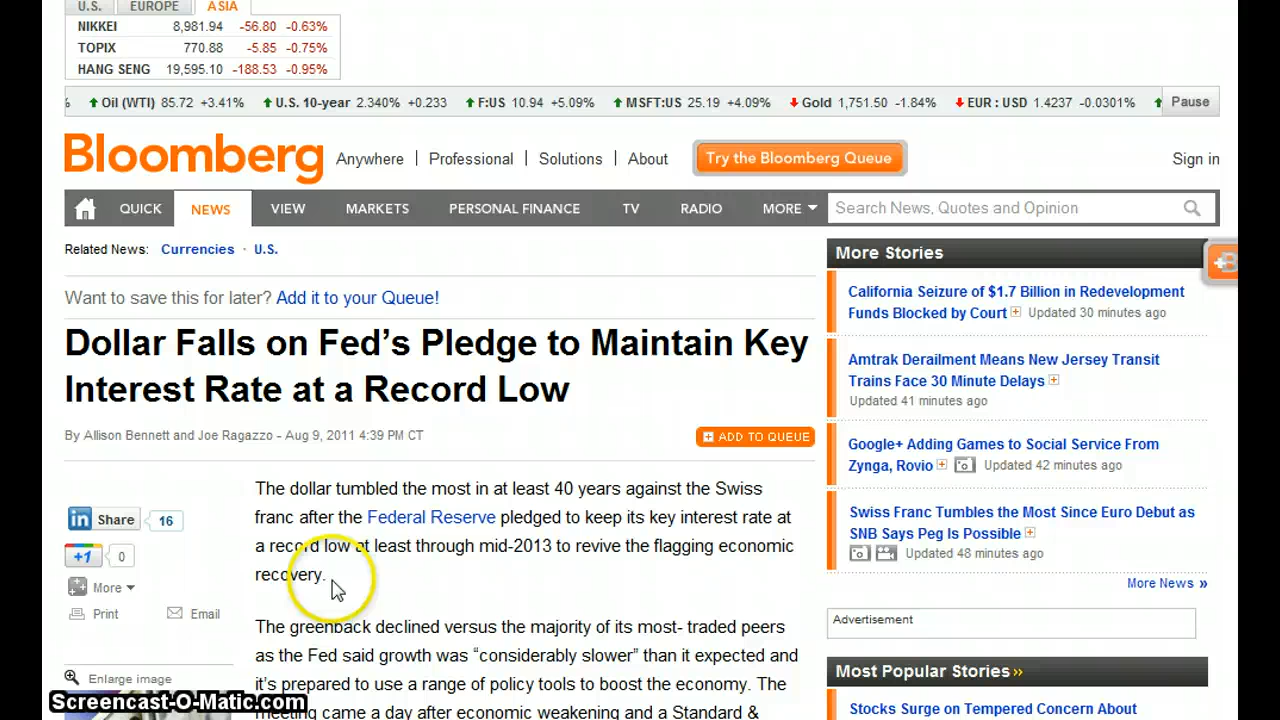 U.S. EUROPE ASIA
NIKKEI 8,981.94 -56.80 -0.63%
TOPIX 770.88 -5.85 -0.75%
HANG SENG 19,595.10 -188.53 -0.95%
% Oil (WTI) 85.72 +3.41% U.S. 10-year 2.340% +0.233 F:US 10.94 +5.09% MSFT:US 25.19 +4.09% Gold 1,751.50 -1.84% EUR : USD 1.4237 -0.0301% Pause
Bloomberg Anywhere | Professional | Solutions | About Try the Bloomberg Queue Sign in
QUICK NEWS VIEW MARKETS PERSONAL FINANCE TV RADIO MORE Search News, Quotes and Opinion
Related News: Currencies · U.S.
Want to save this for later? Add it to your Queue!
Dollar Falls on Fed’s Pledge to Maintain Key
Interest Rate at a Record Low
By Allison Bennett and Joe Ragazzo - Aug 9, 2011 4:39 PM CT
ADD TO QUEUE
in Share 16
+1 0
More
Print Email
Enlarge image
The dollar tumbled the most in at least 40 years against the Swiss
franc after the Federal Reserve pledged to keep its key interest rate at
a record low at least through mid-2013 to revive the flagging economic
recovery.
The greenback declined versus the majority of its most- traded peers
as the Fed said growth was “considerably slower” than it expected and
it’s prepared to use a range of policy tools to boost the economy. The
meeting came a day after economic weakening and a Standard &
More Stories
+B
California Seizure of $1.7 Billion in Redevelopment
Funds Blocked by Court Updated 30 minutes ago
Amtrak Derailment Means New Jersey Transit
Trains Face 30 Minute Delays
Updated 41 minutes ago
Google+ Adding Games to Social Service From
Zynga, Rovio Updated 42 minutes ago
Swiss Franc Tumbles the Most Since Euro Debut as
SNB Says Peg Is Possible
Updated 48 minutes ago
More News »
Advertisement
Most Popular Stories »
Stocks Surge on Tempered Concern About
Screencast-O-Matic.com